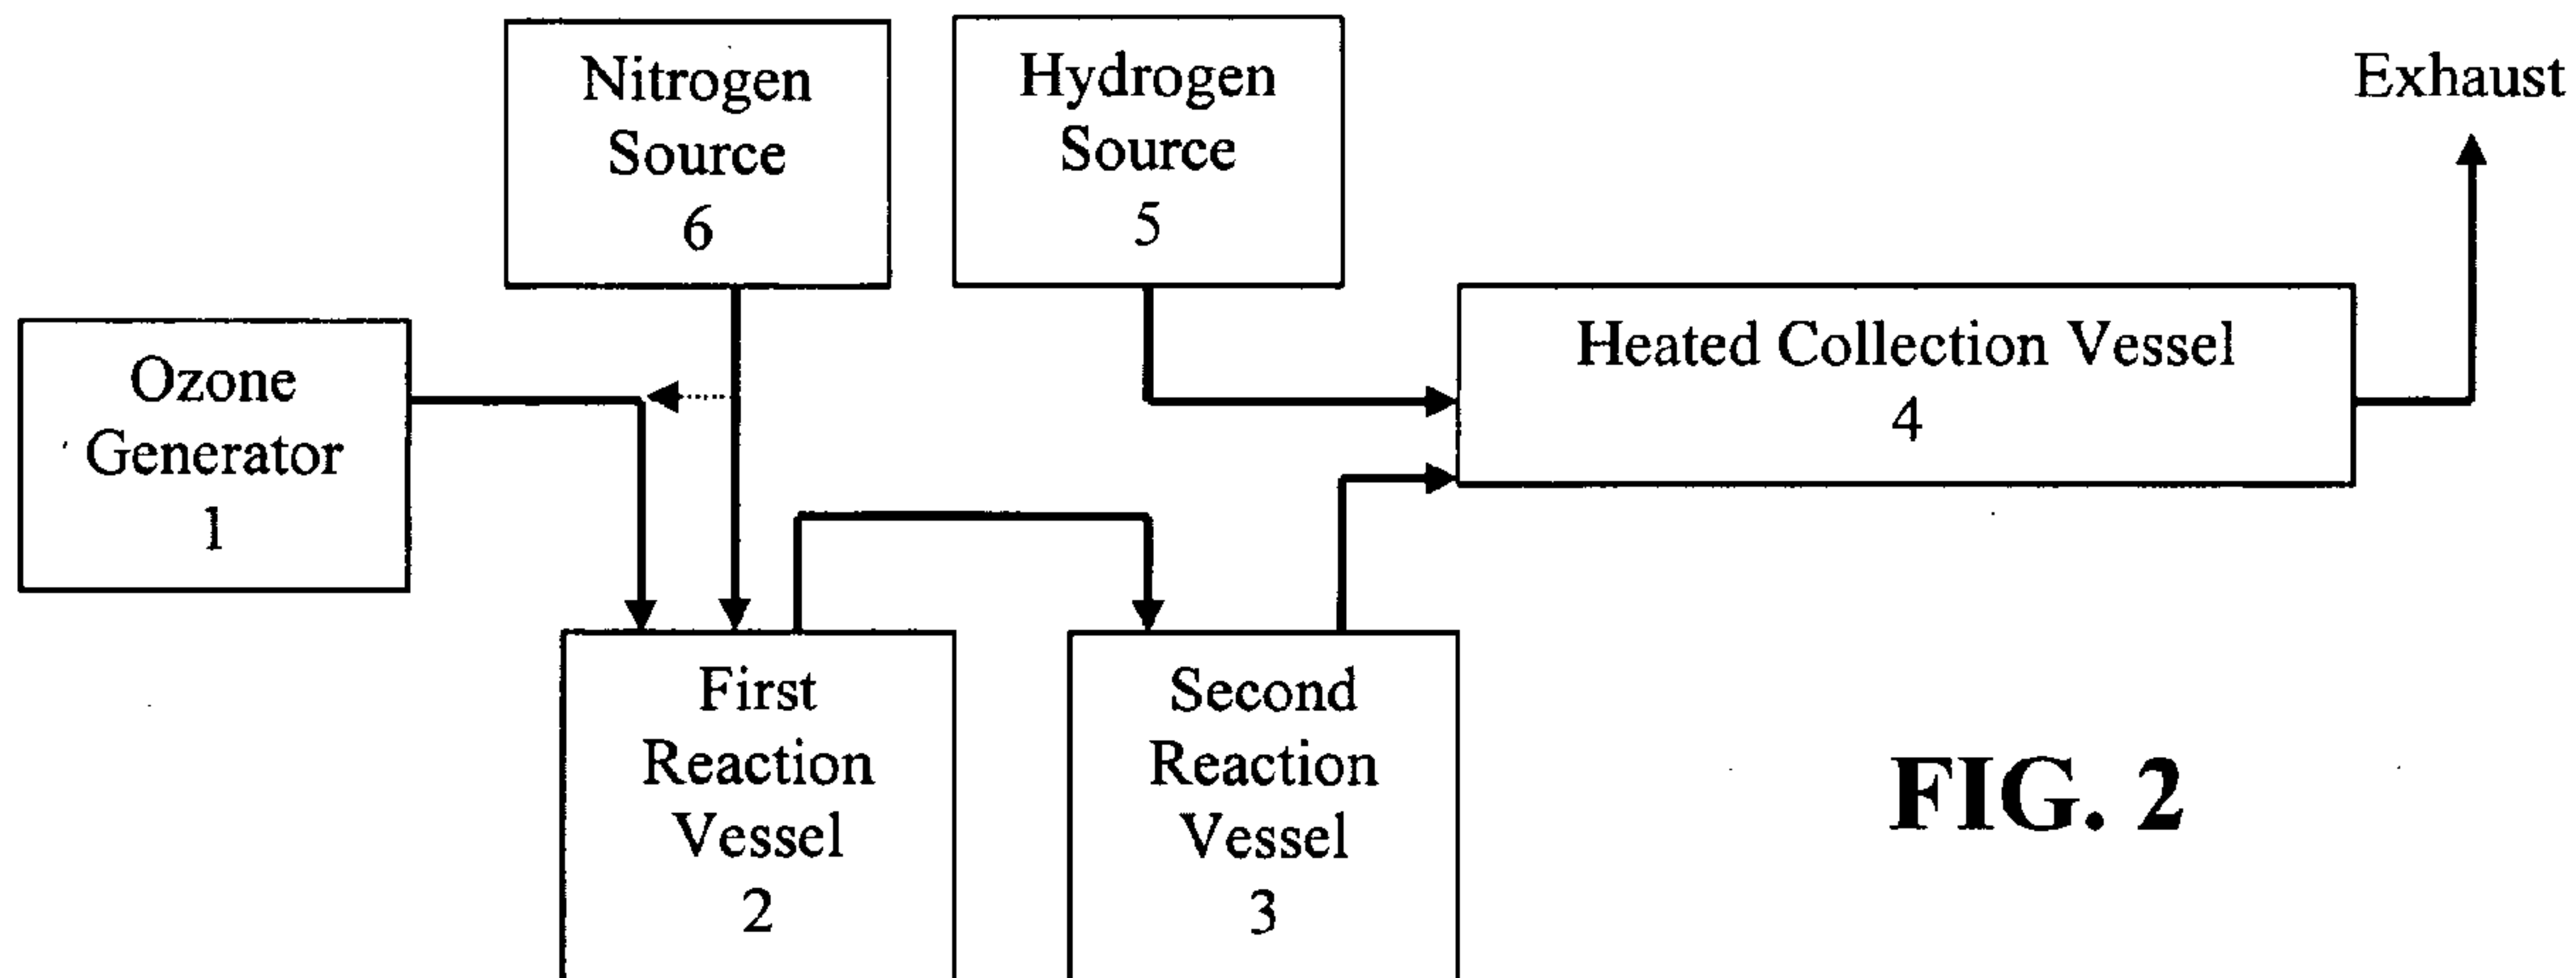 Nitrogen
Source
6
Hydrogen
Source
5
Exhaust
Ozone
Generator
1
Heated Collection Vessel
4
First
Reaction
Vessel
2
Second
Reaction
Vessel
3
FIG. 2